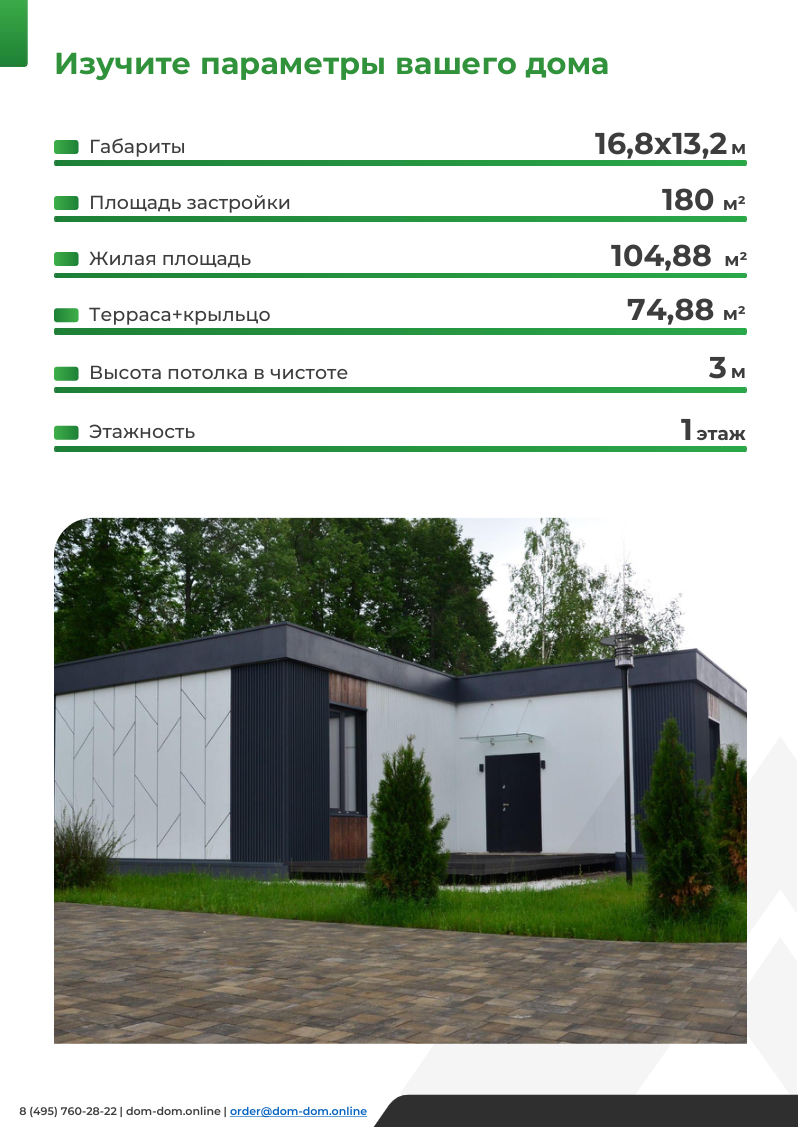 Изучите параметры вашего дома
Габариты 16,8х13,2 м
Площадь застройки 180 м²
Жилая площадь 104,88 м²
Терраса+крыльцо 74,88 м²
Высота потолка в чистоте 3 м
Этажность 1 этаж
8 (495) 760-28-22 | dom-dom.online | order@dom-dom.online